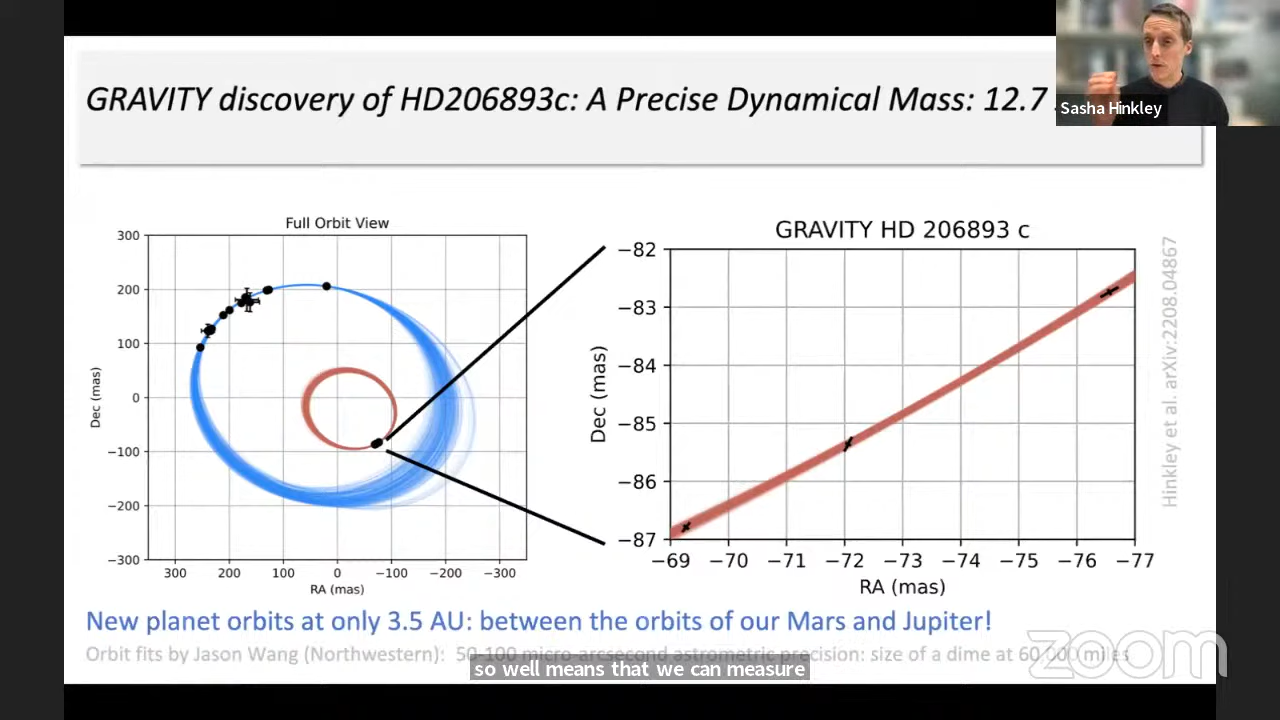 GRAVITY discovery of HD206893c: A Precise Dynamical Mass: 12.7
Sasha Hinkley
Full Orbit View
300
200
100
0
−100
−200
−300
Dec (mas)
300 200 100 0 −100 −200 −300
RA (mas)
GRAVITY HD 206893 c
−82
−83
−84
−85
−86
−87
Dec (mas)
−69 −70 −71 −72 −73 −74 −75 −76 −77
RA (mas)
Hinkley et al. arXiv:2208.04867
New planet orbits at only 3.5 AU: between the orbits of our Mars and Jupiter!
Orbit fits by Jason Wang (Northwestern): 50-100 micro-arcsecond astrometric precision: size of a dime at 60,000 miles
so well means that we can measure
zoom